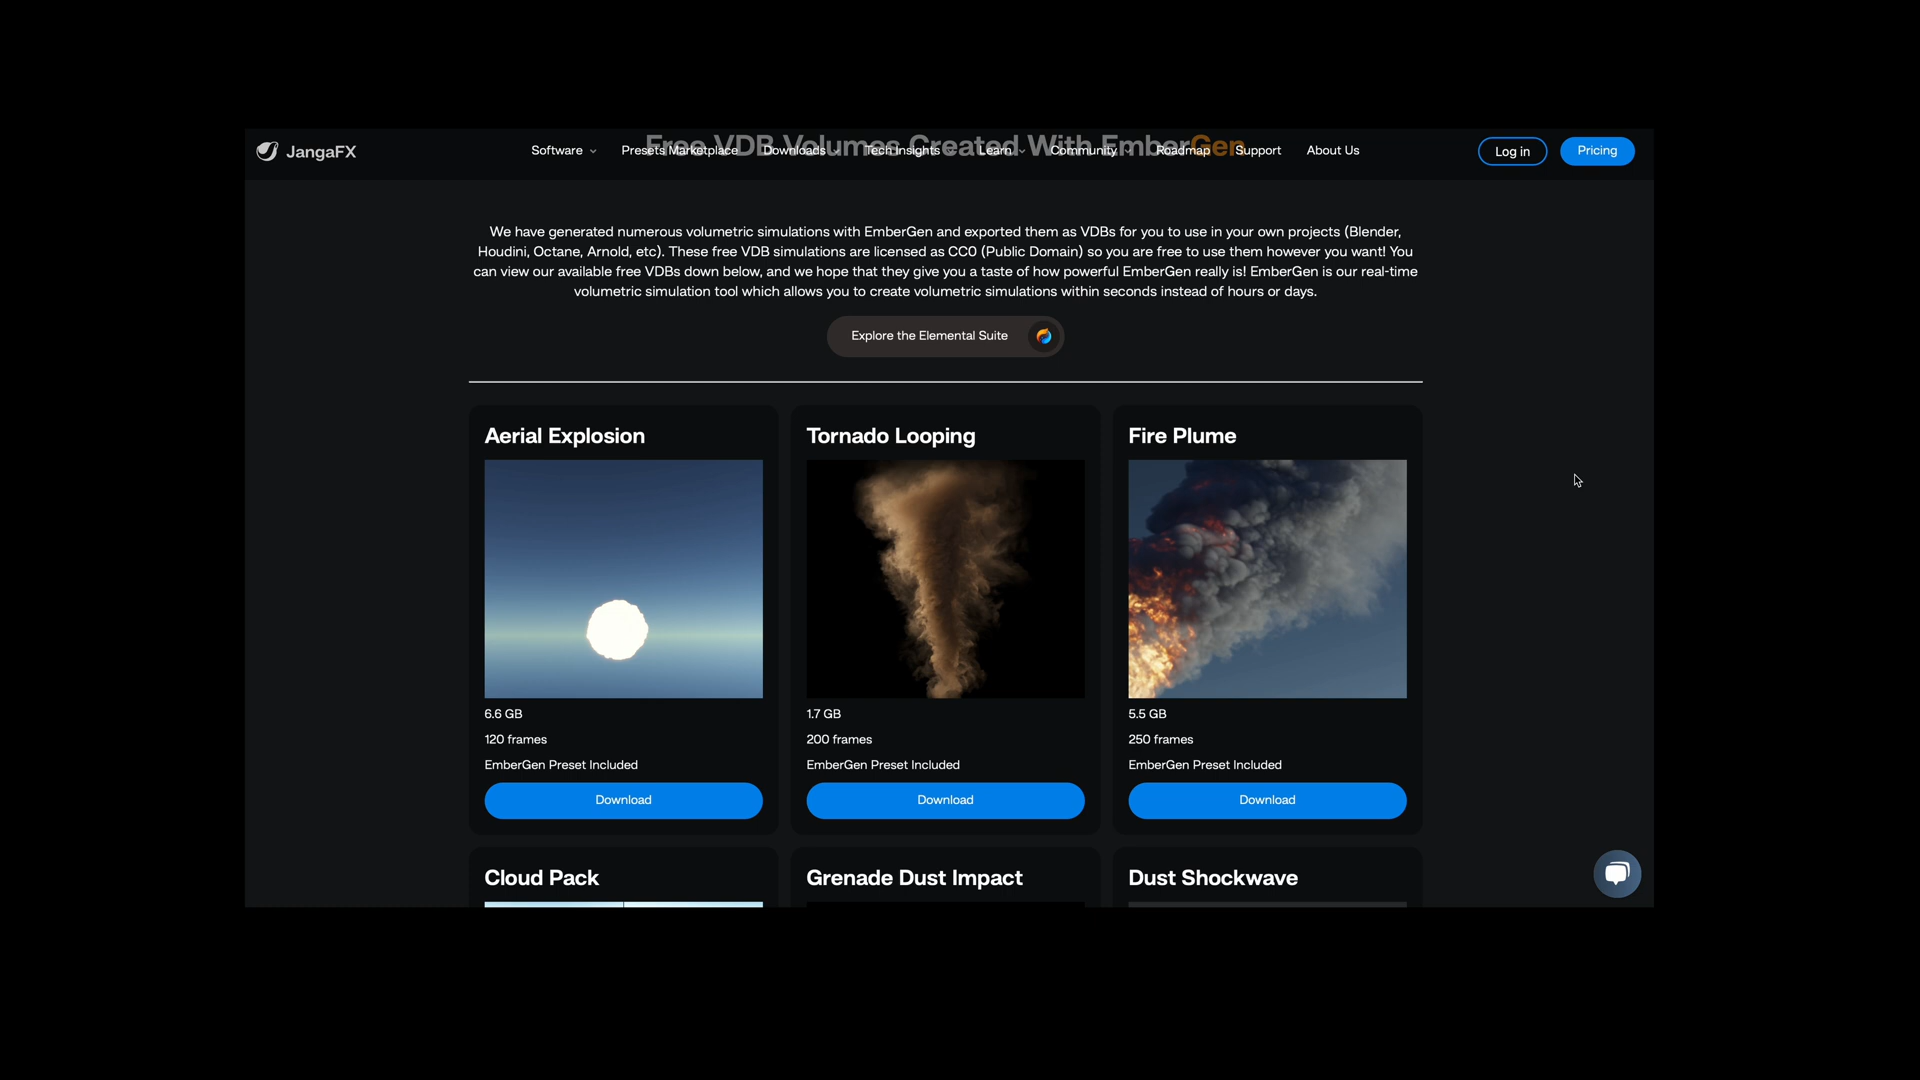 Free VDB Volumes Created With EmberGen
JangaFX
Software
Presets Marketplace
Downloads
Tech Insights
Learn
Community
Roadmap
Support
About Us
Log in
Pricing
We have generated numerous volumetric simulations with EmberGen and exported them as VDBs for you to use in your own projects (Blender,
Houdini, Octane, Arnold, etc). These free VDB simulations are licensed as CC0 (Public Domain) so you are free to use them however you want! You
can view our available free VDBs down below, and we hope that they give you a taste of how powerful EmberGen really is! EmberGen is our real-time
volumetric simulation tool which allows you to create volumetric simulations within seconds instead of hours or days.
Explore the Elemental Suite
Aerial Explosion
6.6 GB
120 frames
EmberGen Preset Included
Download
Tornado Looping
1.7 GB
200 frames
EmberGen Preset Included
Download
Fire Plume
5.5 GB
250 frames
EmberGen Preset Included
Download
Cloud Pack
Grenade Dust Impact
Dust Shockwave